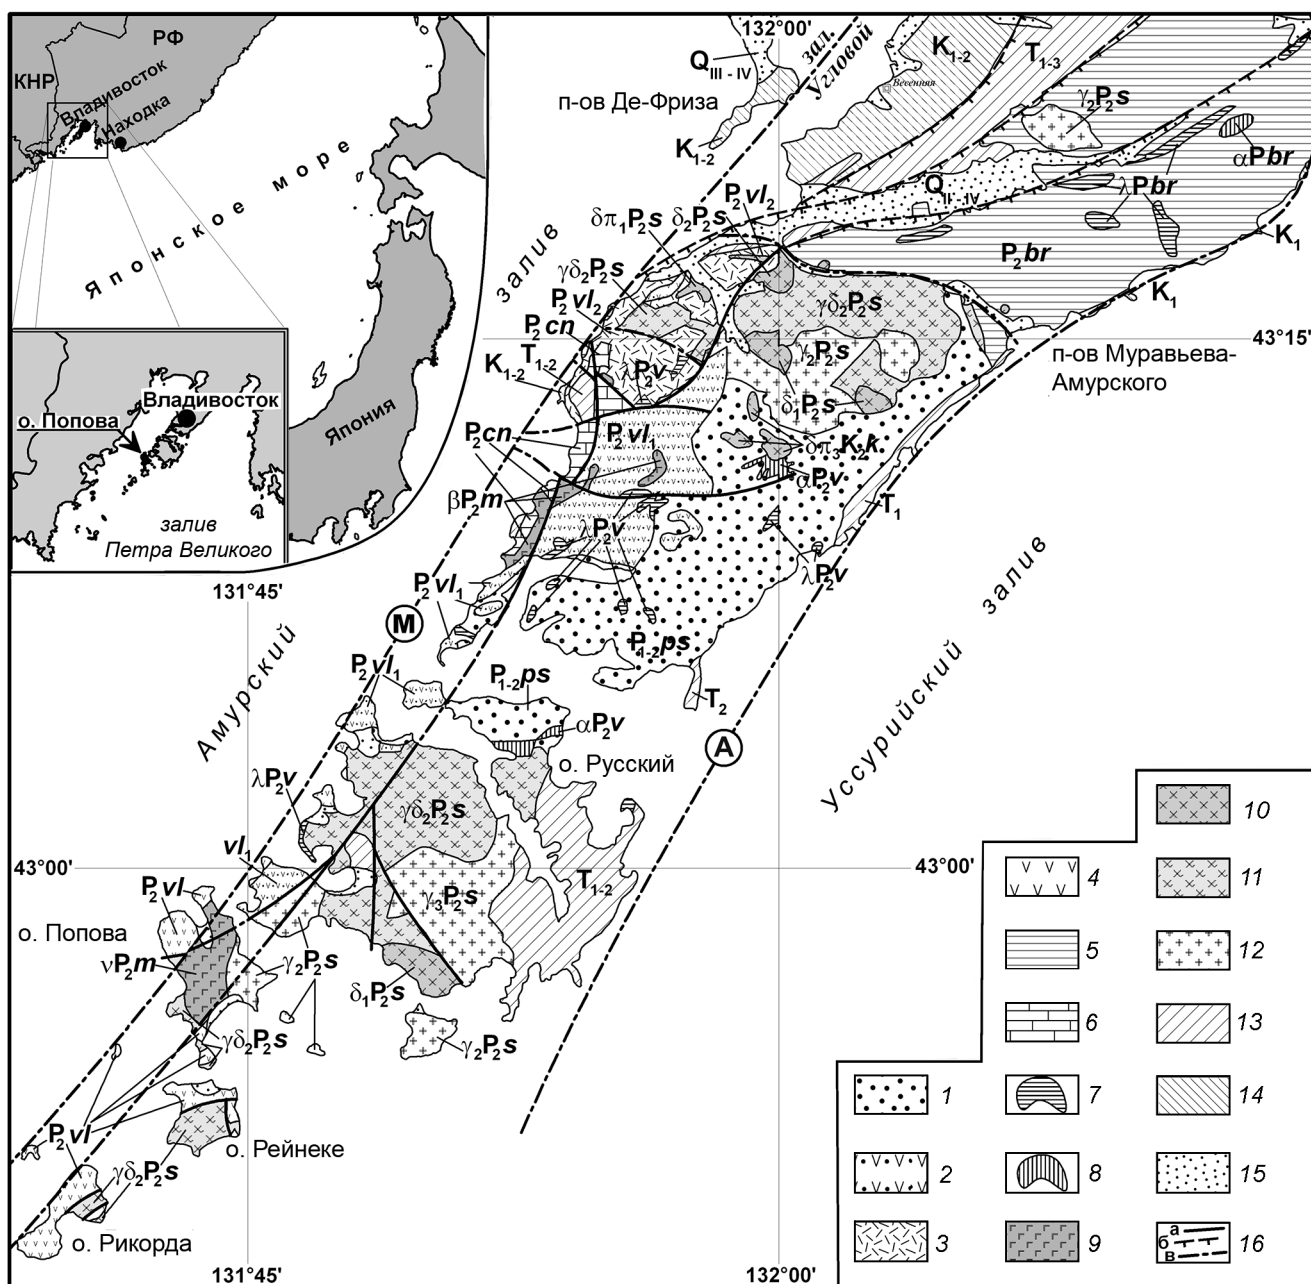 РФ
КНР
Владивосток
Находка
Японское море
Япония
Владивосток
о. Попова
залив
Петра Великого
132°00'
зал.
Угловой
Q III - IV
K1-2
T1-3
Весенняя
п-ов Де-Фриза
γ2P2s
K1-2
αPbr
λPbr
P2vl2
QII - IV
δπ1P2s
δ2P2s
K1
P2br
залив
γδ2P2s
K1
P2vl2
γδ2P2s
P2cn
43°15'
T1-2
γ2P2s
п-ов Муравьева-
Амурского
K1-2
λP2v
δ1P2s
P2cn
P2vl1
δπ3K2k
αP2v
βP2m
T1
λP2v
залив
λP2v
P2vl1
131°45'
М
Амурский
P1-2ps
P2vl1
P1-2ps
T2
αP2v
А
о. Русский
Уссурийский
λP2v
γδ2P2s
vl1
43°00'
43°00'
P2vl
γ3P2s
T1-2
о. Попова
νP2m
γ2P2s
δ1P2s
γδ2P2s
γ2P2s
P2vl
о. Рейнеке
γδ2P2s
о. Рикорда
131°45'
132°00'
10
4
11
5
12
6
13
1
7
14
2
8
15
3
9
а
б
в
16